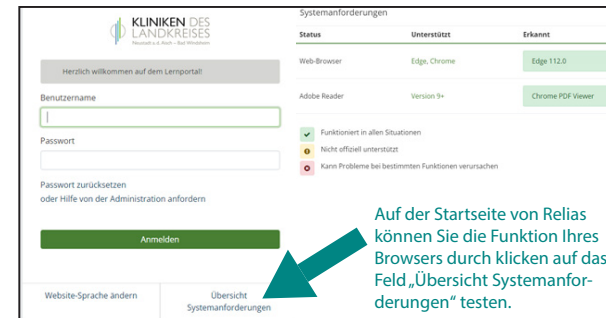 KLINIKEN DES
LANDKREISES
Neustadt a.d. Aisch – Bad Windsheim
Herzlich willkommen auf dem Lernportal!
Benutzername
Passwort
Passwort zurücksetzen
oder Hilfe von der Administration anfordern
Anmelden
Website-Sprache ändern
Übersicht
Systemanforderungen
Systemanforderungen
Status Unterstützt Erkannt
Web-Browser Edge, Chrome Edge 112.0
Adobe Reader Version 9+ Chrome PDF Viewer
Funktioniert in allen Situationen
Nicht offiziell unterstützt
Kann Probleme bei bestimmten Funktionen verursachen
Auf der Startseite von Relias
können Sie die Funktion Ihres
Browsers durch klicken auf das
Feld „Übersicht Systemanfor-
derungen“ testen.